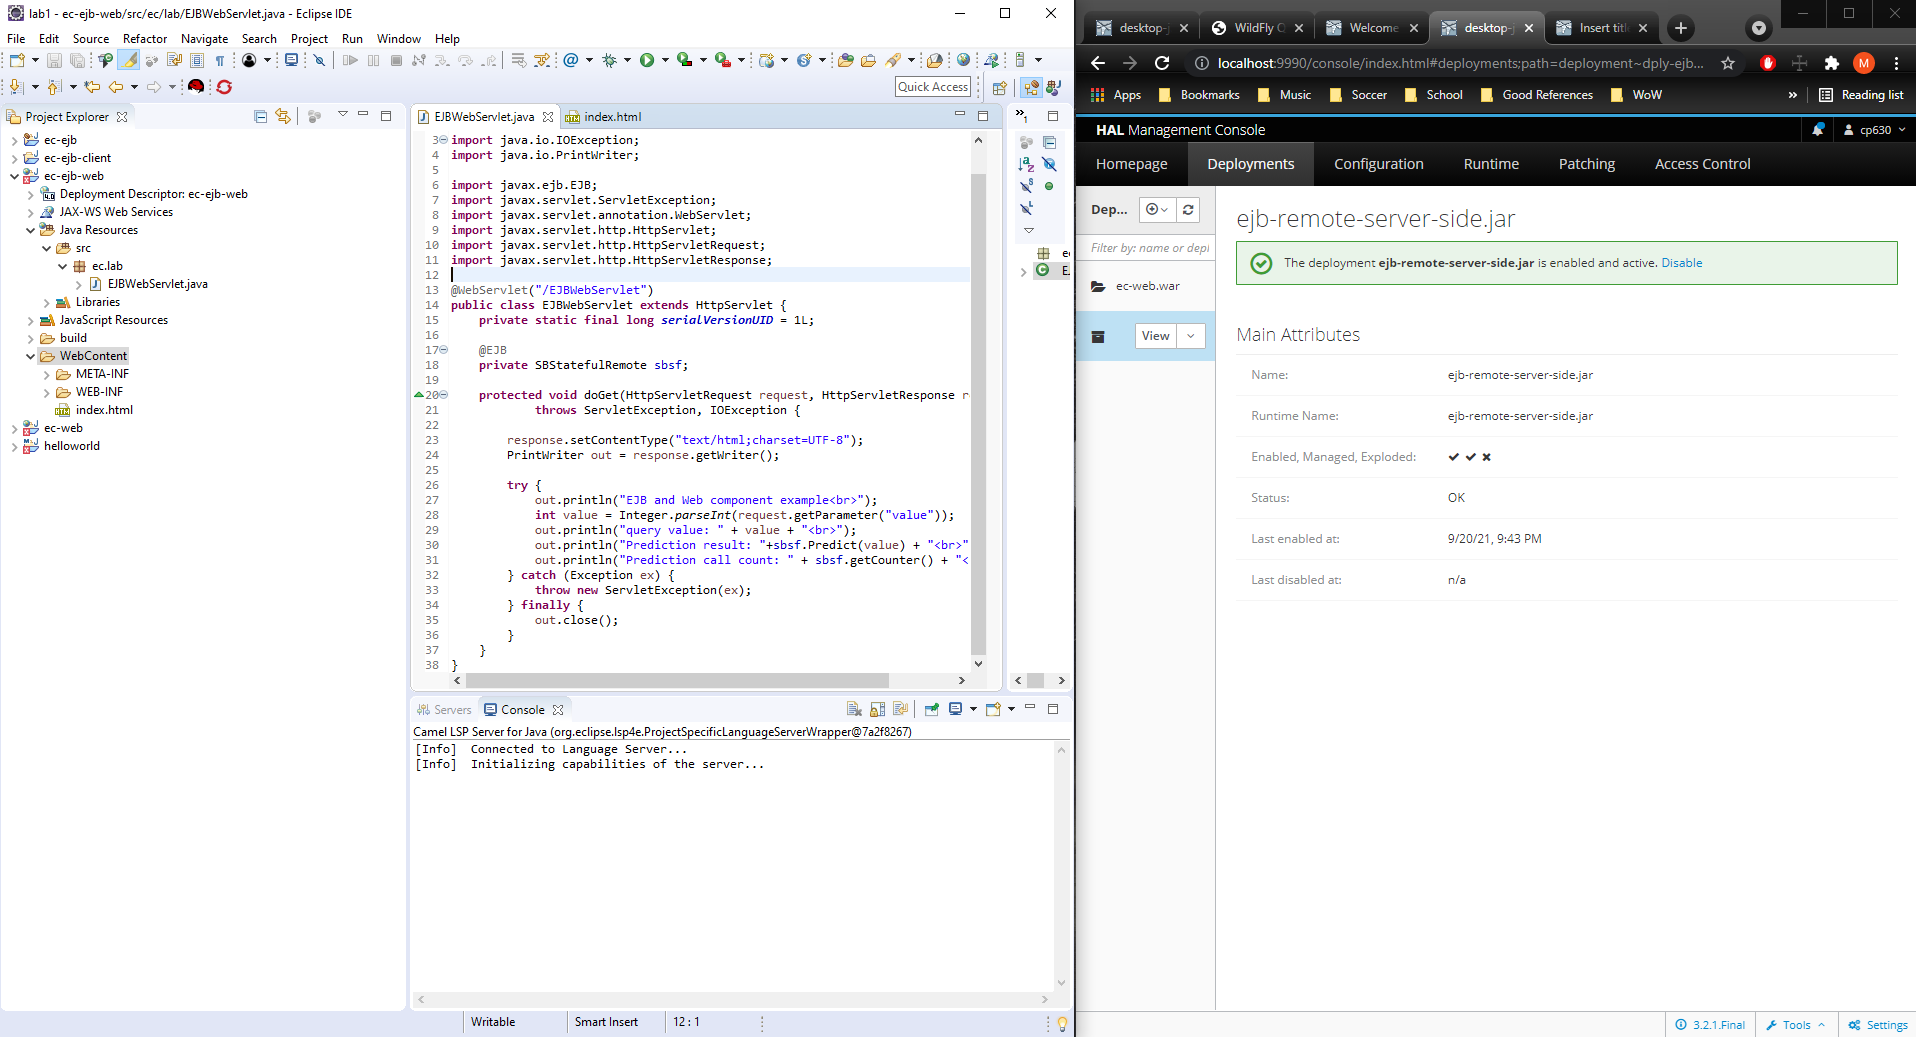 lab1 - ec-ejb-web/src/ec/lab/EJBWebServlet.java - Eclipse IDE
File Edit Source Refactor Navigate Search Project Run Window Help
Quick Access
Project Explorer
ec-ejb
ec-ejb-client
ec-ejb-web
Deployment Descriptor: ec-ejb-web
JAX-WS Web Services
Java Resources
src
ec.lab
EJBWebServlet.java
Libraries
JavaScript Resources
build
WebContent
META-INF
WEB-INF
index.html
ec-web
helloworld
EJBWebServlet.java index.html
3 import java.io.IOException;
4 import java.io.PrintWriter;
5
6 import javax.ejb.EJB;
7 import javax.servlet.ServletException;
8 import javax.servlet.annotation.WebServlet;
9 import javax.servlet.http.HttpServlet;
10 import javax.servlet.http.HttpServletRequest;
11 import javax.servlet.http.HttpServletResponse;
12
13 @WebServlet("/EJBWebServlet")
14 public class EJBWebServlet extends HttpServlet {
15 private static final long serialVersionUID = 1L;
16
17 @EJB
18 private SBStatefulRemote sbsf;
19
20 protected void doGet(HttpServletRequest request, HttpServletResponse r
21 throws ServletException, IOException {
22
23 response.setContentType("text/html;charset=UTF-8");
24 PrintWriter out = response.getWriter();
25
26 try {
27 out.println("EJB and Web component example<br>");
28 int value = Integer.parseInt(request.getParameter("value"));
29 out.println("query value: " + value + "<br>");
30 out.println("Prediction result: "+sbsf.Predict(value) + "<br>"
31 out.println("Prediction call count: " + sbsf.getCounter() + "<
32 } catch (Exception ex) {
33 throw new ServletException(ex);
34 } finally {
35 out.close();
36 }
37 }
38 }
Servers Console
Camel LSP Server for Java (org.eclipse.lsp4e.ProjectSpecificLanguageServerWrapper@7a2f8267)
[Info] Connected to Language Server...
[Info] Initializing capabilities of the server...
Writable Smart Insert 12 : 1
desktop-j WildFly Q Welcome desktop-j Insert title
localhost:9990/console/index.html#deployments;path=deployment~dply-ejb...
M
Apps Bookmarks Music Soccer School Good References WoW » Reading list
HAL Management Console
cp630
Homepage Deployments Configuration Runtime Patching Access Control
Dep...
Filter by: name or depl
ec-web.war
View
ejb-remote-server-side.jar
The deployment ejb-remote-server-side.jar is enabled and active. Disable
Main Attributes
Name: ejb-remote-server-side.jar
Runtime Name: ejb-remote-server-side.jar
Enabled, Managed, Exploded:
Status: OK
Last enabled at: 9/20/21, 9:43 PM
Last disabled at: n/a
3.2.1.Final Tools Settings